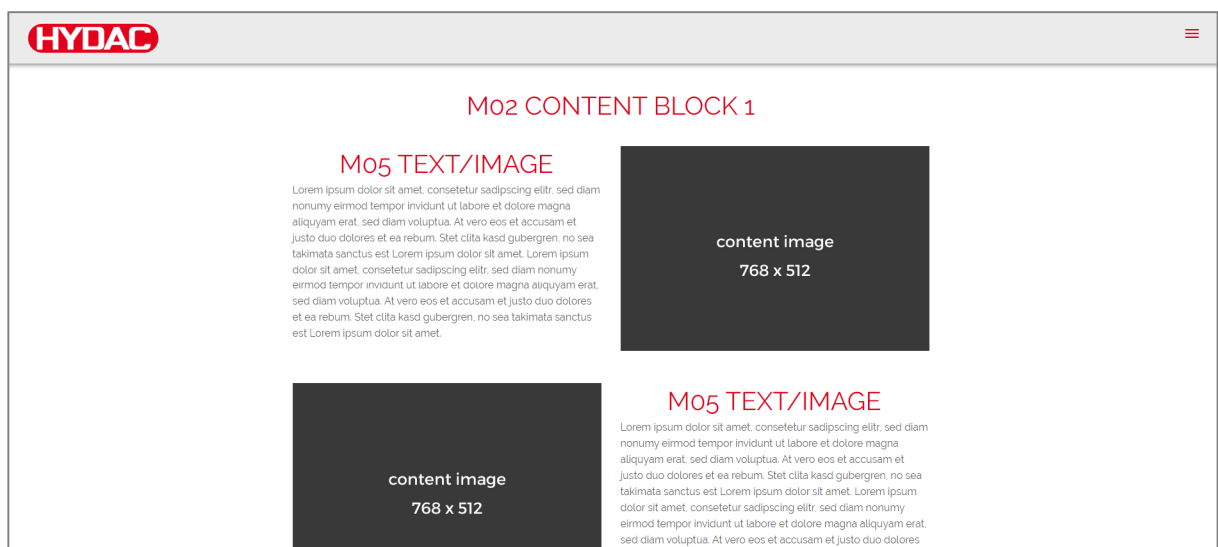 HYDAC
M02 CONTENT BLOCK 1
M05 TEXT/IMAGE
Lorem ipsum dolor sit amet, consetetur sadipscing elitr, sed diam
nonumy eirmod tempor invidunt ut labore et dolore magna
aliquyam erat, sed diam voluptua. At vero eos et accusam et
justo duo dolores et ea rebum. Stet clita kasd gubergren, no sea
takimata sanctus est Lorem ipsum dolor sit amet. Lorem ipsum
dolor sit amet, consetetur sadipscing elitr, sed diam nonumy
eirmod tempor invidunt ut labore et dolore magna aliquyam erat,
sed diam voluptua. At vero eos et accusam et justo duo dolores
et ea rebum. Stet clita kasd gubergren, no sea takimata sanctus
est Lorem ipsum dolor sit amet.
content image
768 x 512
content image
768 x 512
M05 TEXT/IMAGE
Lorem ipsum dolor sit amet, consetetur sadipscing elitr, sed diam
nonumy eirmod tempor invidunt ut labore et dolore magna
aliquyam erat, sed diam voluptua. At vero eos et accusam et
justo duo dolores et ea rebum. Stet clita kasd gubergren, no sea
takimata sanctus est Lorem ipsum dolor sit amet. Lorem ipsum
dolor sit amet, consetetur sadipscing elitr, sed diam nonumy
eirmod tempor invidunt ut labore et dolore magna aliquyam erat,
sed diam voluptua. At vero eos et accusam et justo duo dolores